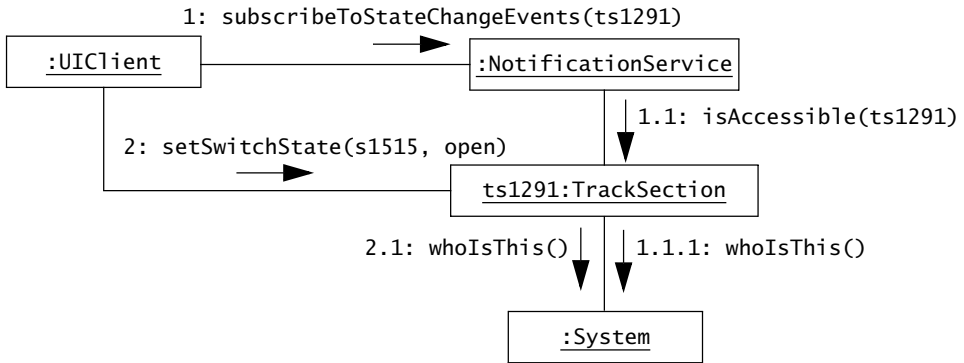 1: subscribeToStateChangeEvents(ts1291)
:UIClient
:NotificationService
1.1: isAccessible(ts1291)
2: setSwitchState(s1515, open)
ts1291:TrackSection
2.1: whoIsThis()
1.1.1: whoIsThis()
:System